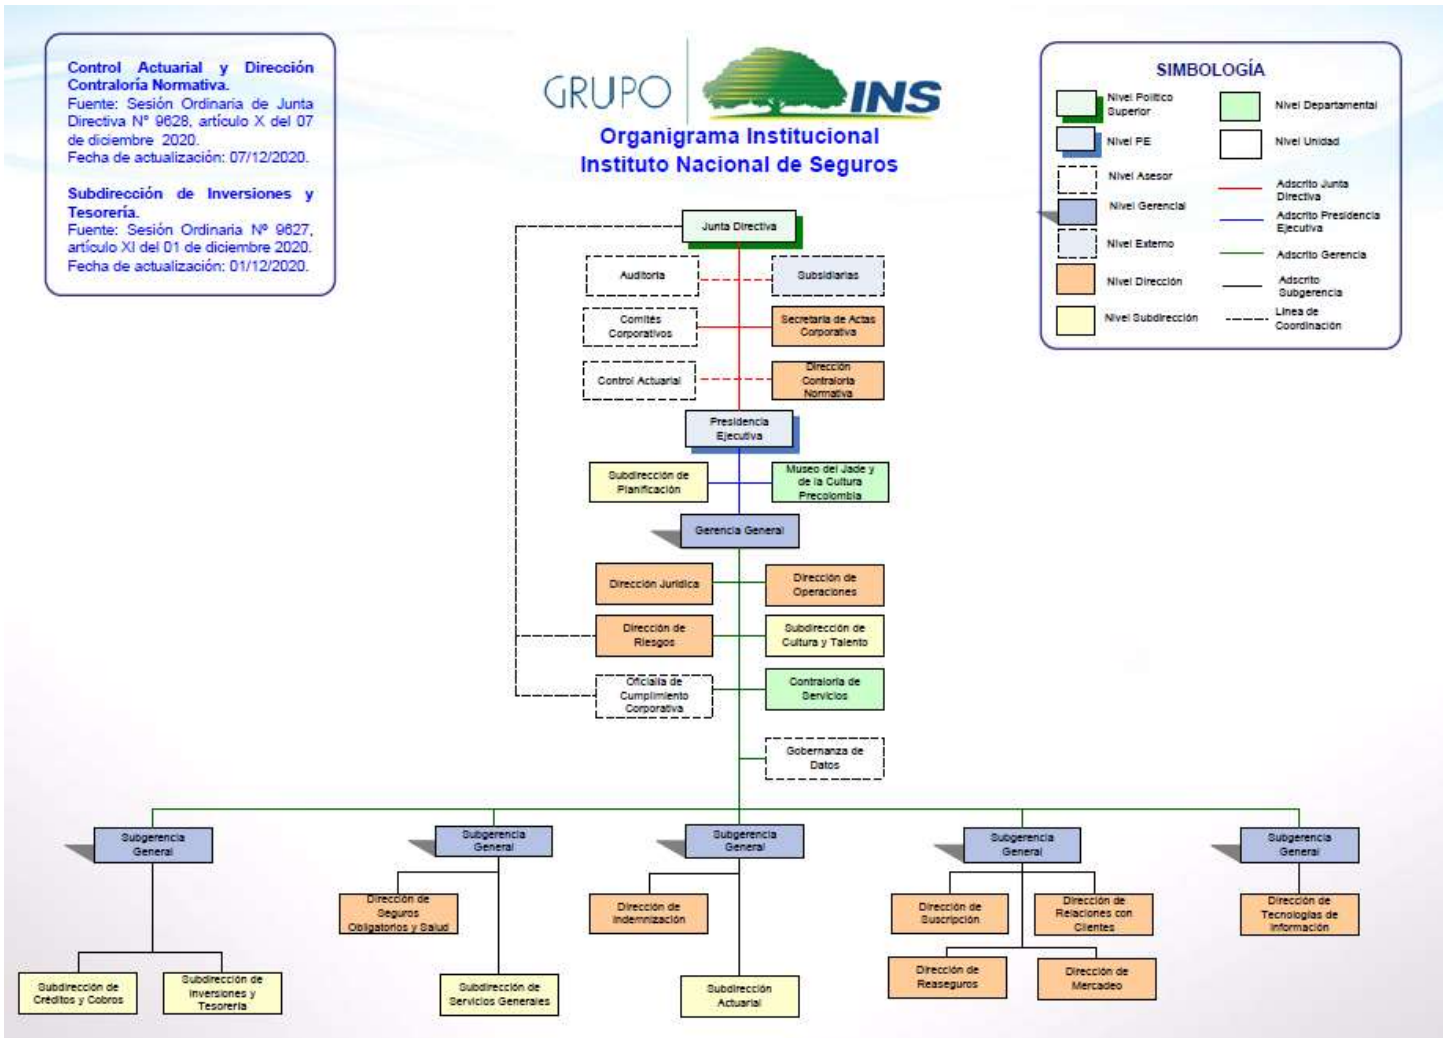 Control Actuarial y Dirección
Contraloría Normativa.
Fuente: Sesión Ordinaria de Junta
Directiva Nº 9628, artículo X del 07
de diciembre 2020.
Fecha de actualización: 07/12/2020.
Subdirección de Inversiones y
Tesorería.
Fuente: Sesión Ordinaria Nº 9627,
artículo XI del 01 de diciembre 2020.
Fecha de actualización: 01/12/2020.
GRUPO INS
Organigrama Institucional
Instituto Nacional de Seguros
SIMBOLOGÍA
Nivel Político
Superior
Nivel PE
Nivel Asesor
Nivel Gerencial
Nivel Externo
Nivel Dirección
Nivel Subdirección
Nivel Departamental
Nivel Unidad
Adscrito Junta
Directiva
Adscrito Presidencia
Ejecutiva
Adscrito Gerencia
Adscrito
Subgerencia
Línea de
Coordinación
Junta Directiva
Auditoría
Subsidiarias
Comités
Corporativos
Secretaría de Actas
Corporativa
Control Actuarial
Dirección
Contraloría
Normativa
Presidencia
Ejecutiva
Subdirección de
Planificación
Museo del Jade y
de la Cultura
Precolombia
Gerencia General
Dirección Jurídica
Dirección de
Operaciones
Dirección de
Riesgos
Subdirección de
Cultura y Talento
Oficialía de
Cumplimiento
Corporativa
Contraloría de
Servicios
Gobernanza de
Datos
Subgerencia
General
Subgerencia
General
Subgerencia
General
Subgerencia
General
Subgerencia
General
Dirección de
Seguros
Obligatorios y Salud
Dirección de
Indemnización
Dirección de
Suscripción
Dirección de
Relaciones con
Clientes
Dirección de
Tecnologías de
Información
Subdirección de
Créditos y Cobros
Subdirección de
Inversiones y
Tesorería
Subdirección de
Servicios Generales
Subdirección
Actuarial
Dirección de
Reaseguros
Dirección de
Mercadeo